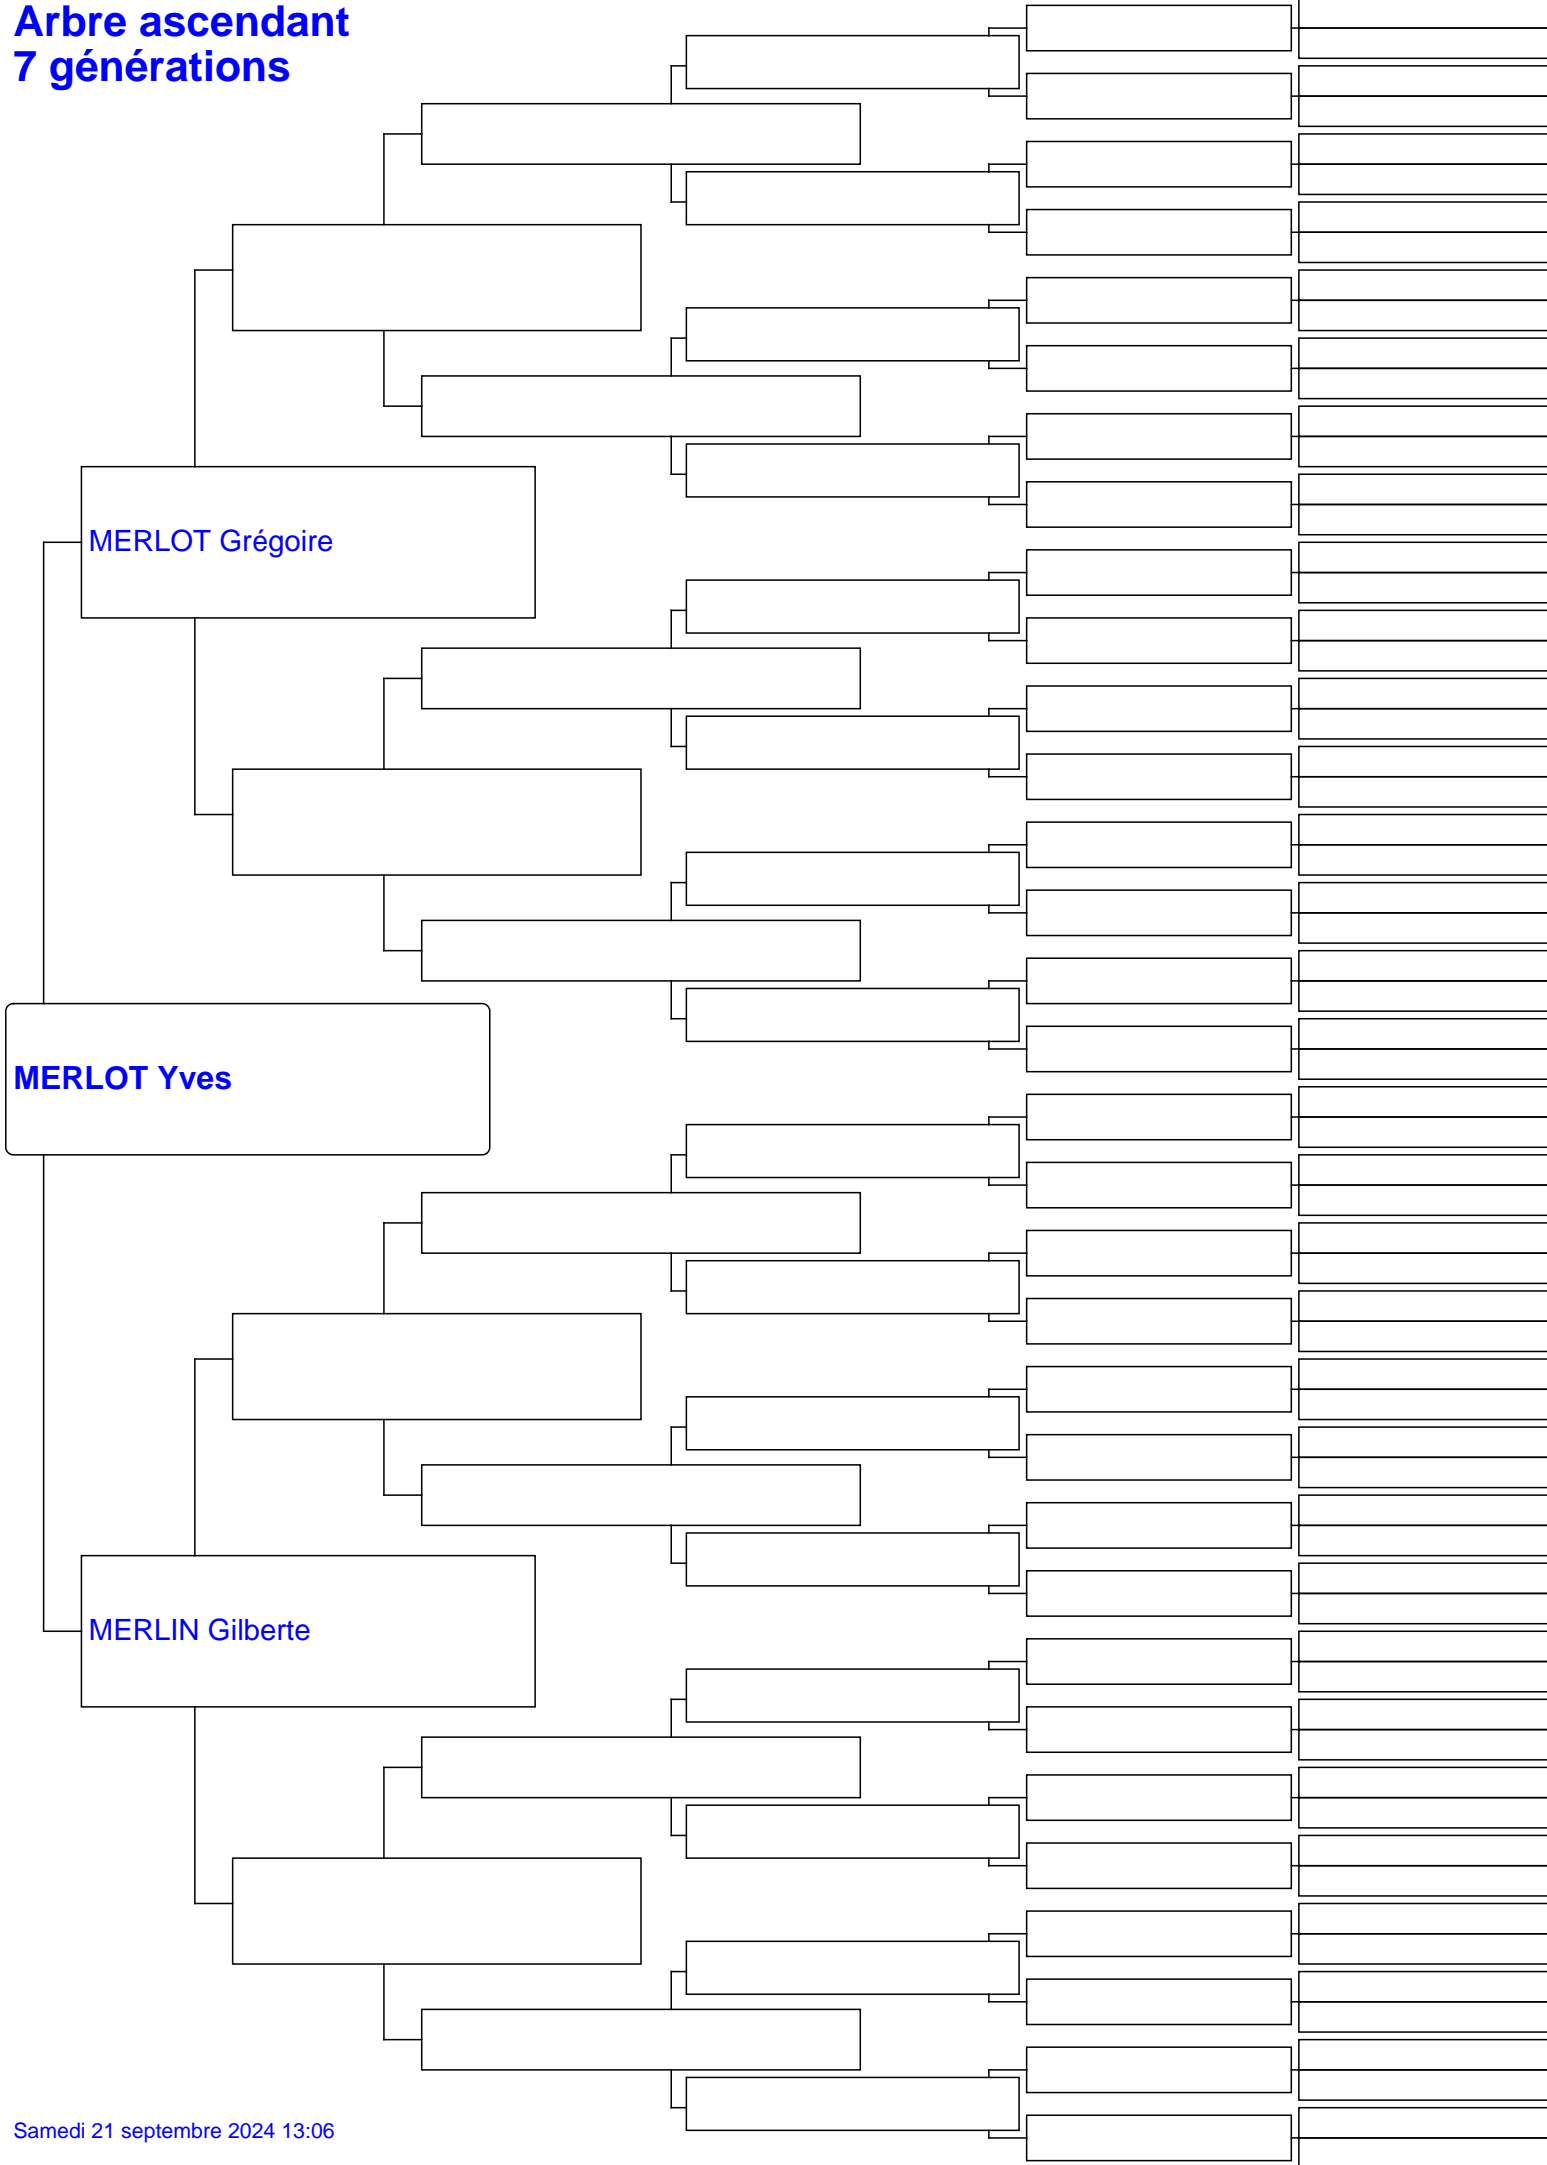 Arbre ascendant
7 générations
MERLOT Grégoire
MERLOT Yves
MERLIN Gilberte
Samedi 21 septembre 2024 13:06